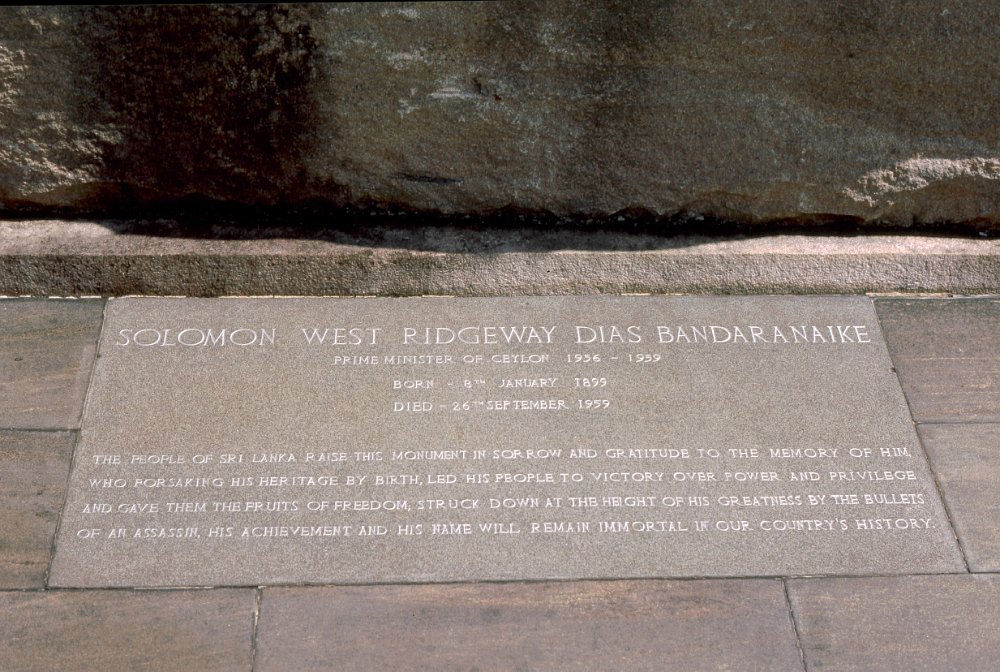 SOLOMON WEST RIDGEWAY DIAS BANDARANAIKE
PRIME MINISTER OF CEYLON 1956 - 1959
BORN - 8TH JANUARY 1899
DIED - 26TH SEPTEMBER 1959
THE PEOPLE OF SRI LANKA RAISE THIS MONUMENT IN SORROW AND GRATITUDE TO THE MEMORY OF HIM,
WHO FORSAKING HIS HERITAGE BY BIRTH, LED HIS PEOPLE TO VICTORY OVER POWER AND PRIVILEGE
AND GAVE THEM THE FRUITS OF FREEDOM, STRUCK DOWN AT THE HEIGHT OF HIS GREATNESS BY THE BULLETS
OF AN ASSASSIN, HIS ACHIEVEMENT AND HIS NAME WILL REMAIN IMMORTAL IN OUR COUNTRY'S HISTORY.